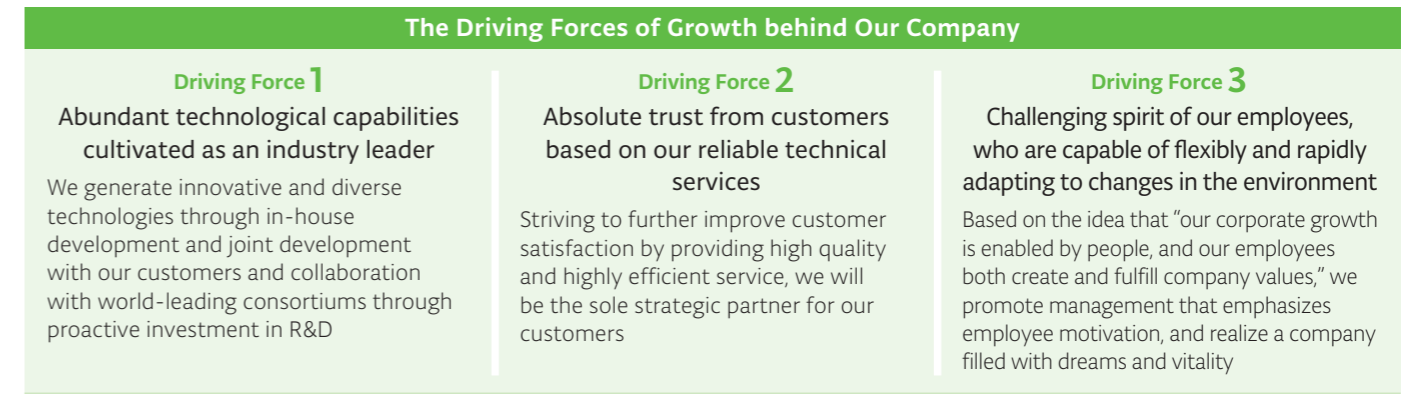 The Driving Forces of Growth behind Our Company
Driving Force 1
Abundant technological capabilities
cultivated as an industry leader
We generate innovative and diverse
technologies through in-house
development and joint development
with our customers and collaboration
with world-leading consortiums through
proactive investment in R&D
Driving Force 2
Absolute trust from customers
based on our reliable technical
services
Striving to further improve customer
satisfaction by providing high quality
and highly efficient service, we will
be the sole strategic partner for our
customers
Driving Force 3
Challenging spirit of our employees,
who are capable of flexibly and rapidly
adapting to changes in the environment
Based on the idea that “our corporate growth
is enabled by people, and our employees
both create and fulfill company values,” we
promote management that emphasizes
employee motivation, and realize a company
filled with dreams and vitality